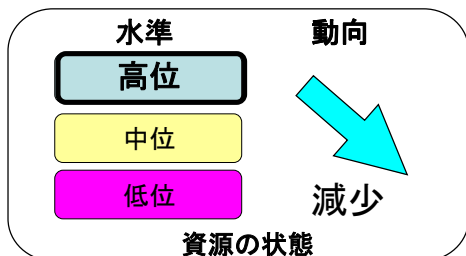 水準 動向
高位
中位
低位
減少
資源の状態